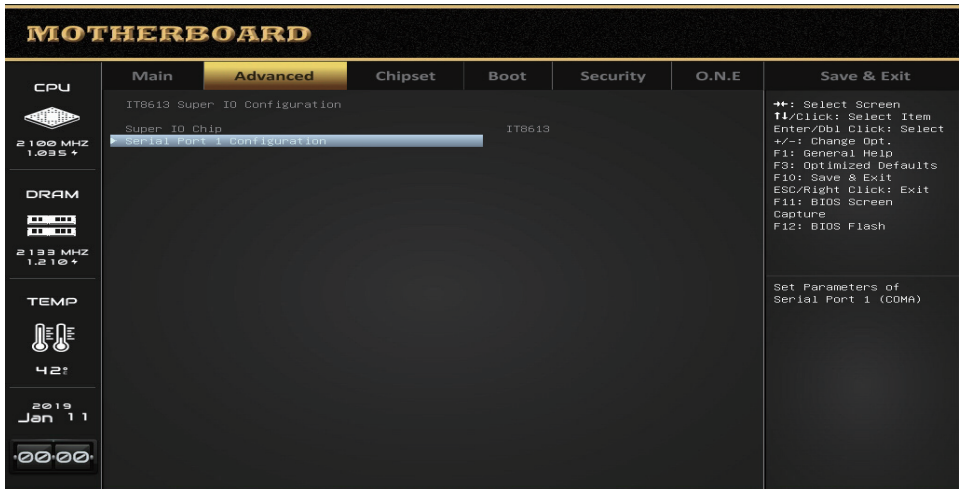 MOTHERBOARD
Main Advanced Chipset Boot Security O.N.E Save & Exit
CPU
2100 MHZ
1.035 +
DRAM
2133 MHZ
1.210 +
TEMP
42°
2019
Jan 11
00:00
IT8613 Super IO Configuration
Super IO Chip IT8613
Serial Port 1 Configuration
→←: Select Screen
↑↓/Click: Select Item
Enter/Dbl Click: Select
+/-: Change Opt.
F1: General Help
F3: Optimized Defaults
F10: Save & Exit
ESC/Right Click: Exit
F11: BIOS Screen
Capture
F12: BIOS Flash
Set Parameters of
Serial Port 1 (COMA)